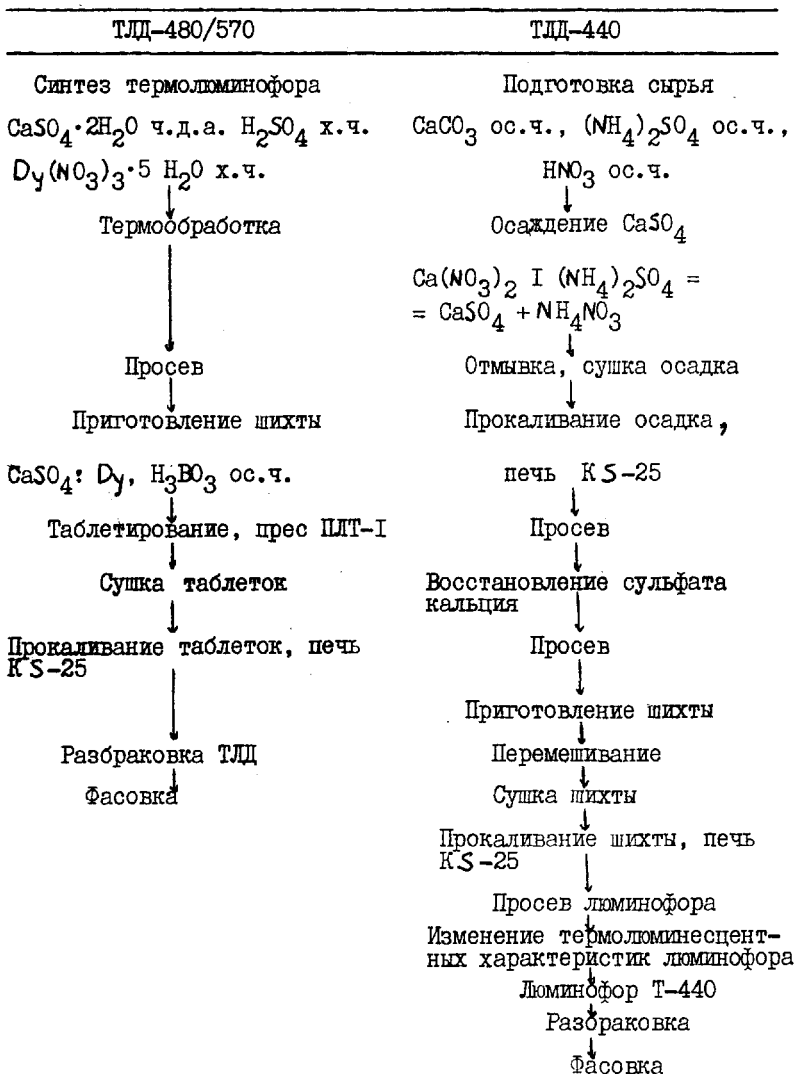 ТЛД-480/570
Синтез термолюминофора
CaSO4·2H2O ч.д.а. H2SO4 х.ч.
Dy(NO3)3·5 H2O х.ч.
Термообработка
Просев
Приготовление шихты
CaSO4: Dy, H3BO3 ос.ч.
Таблетирование, прес ПЛТ-I
Сушка таблеток
Прокаливание таблеток, печь
KS-25
Разбраковка ТЛД
Фасовка
ТЛД-440
Подготовка сырья
CaCO3 ос.ч., (NH4)2SO4 ос.ч.,
HNO3 ос.ч.
Осаждение CaSO4
Ca(NO3)2 I (NH4)2SO4 =
= CaSO4 + NH4NO3
Отмывка, сушка осадка
Прокаливание осадка,
печь KS-25
Просев
Восстановление сульфата
кальция
Просев
Приготовление шихты
Перемешивание
Сушка шихты
Прокаливание шихты, печь
KS-25
Просев люминофора
Изменение термолюминесцент-
ных характеристик люминофора
Люминофор Т-440
Разбраковка
Фасовка